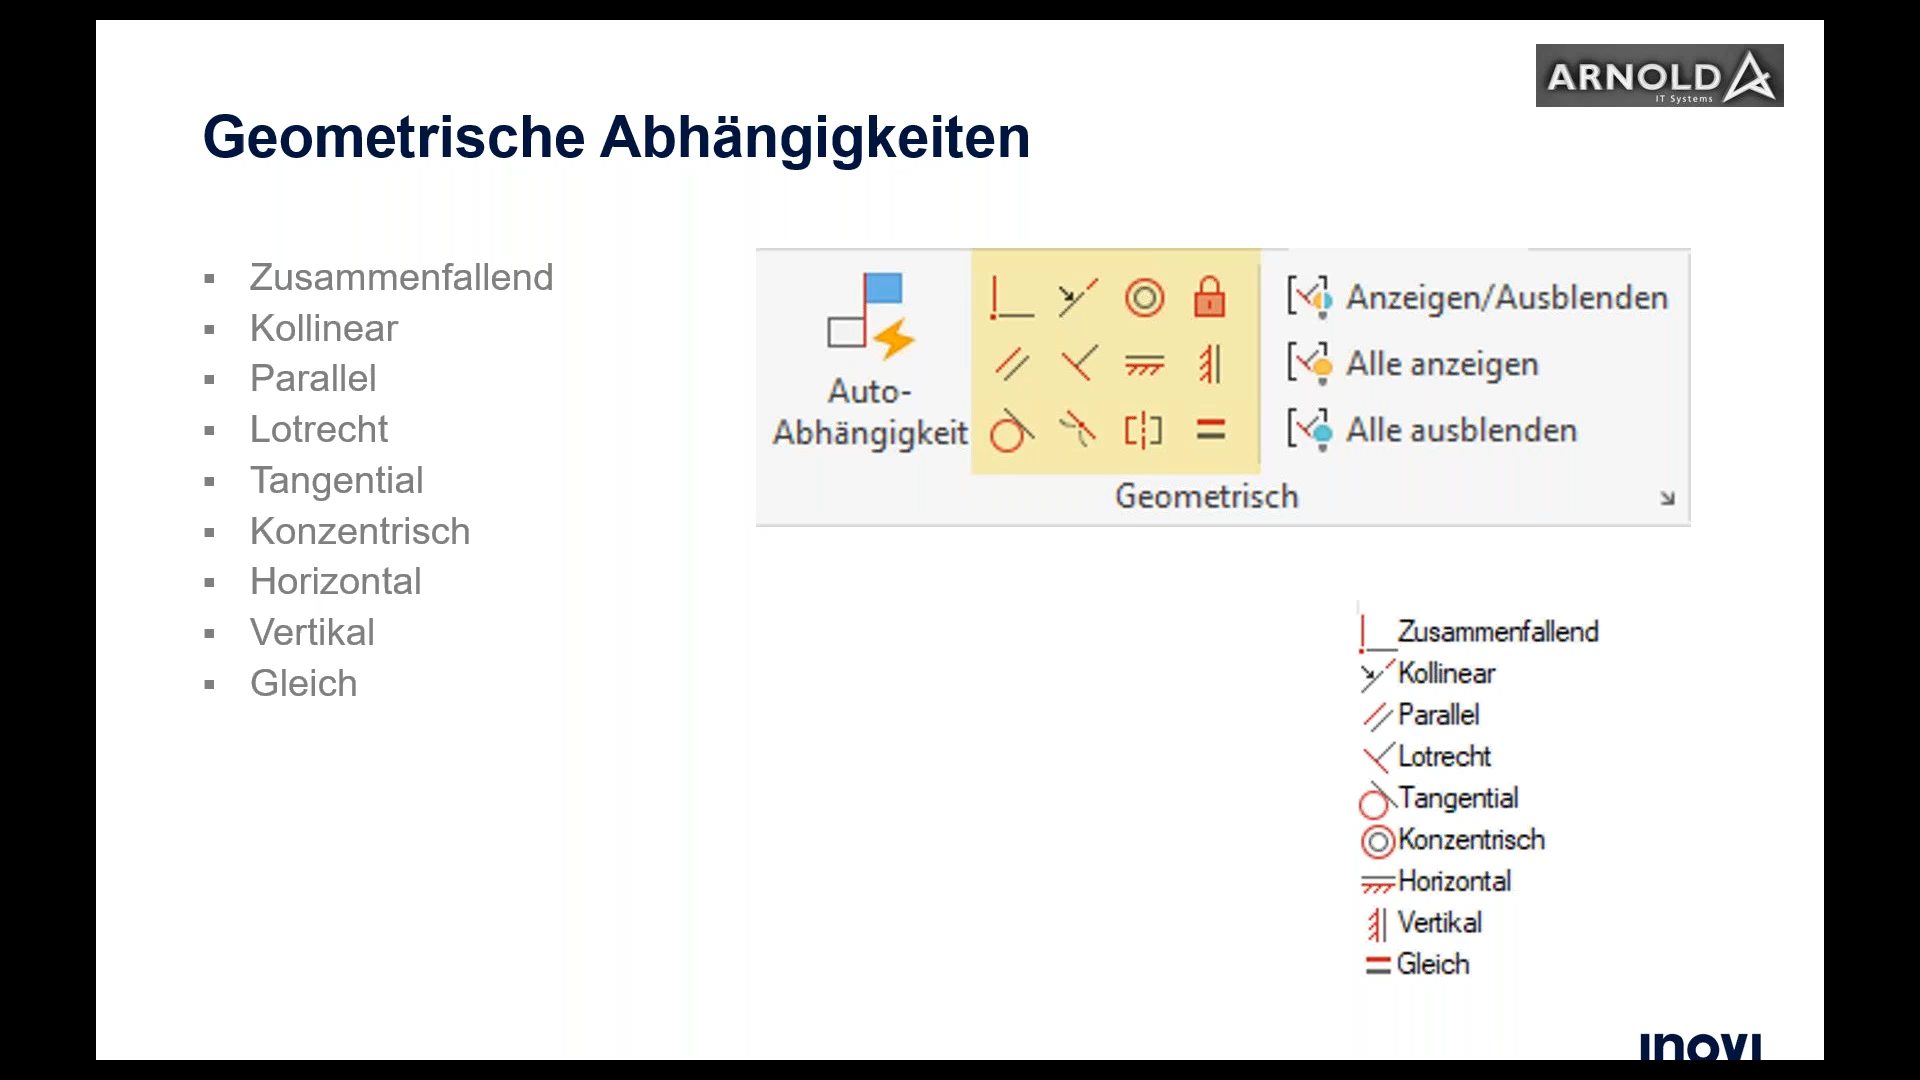 ARNOLD
IT Systems
Geometrische Abhängigkeiten
▪ Zusammenfallend
▪ Kollinear
▪ Parallel
▪ Lotrecht
▪ Tangential
▪ Konzentrisch
▪ Horizontal
▪ Vertikal
▪ Gleich
Auto-
Abhängigkeit
Anzeigen/Ausblenden
Alle anzeigen
Alle ausblenden
Geometrisch
Zusammenfallend
Kollinear
Parallel
Lotrecht
Tangential
Konzentrisch
Horizontal
Vertikal
Gleich
inovi